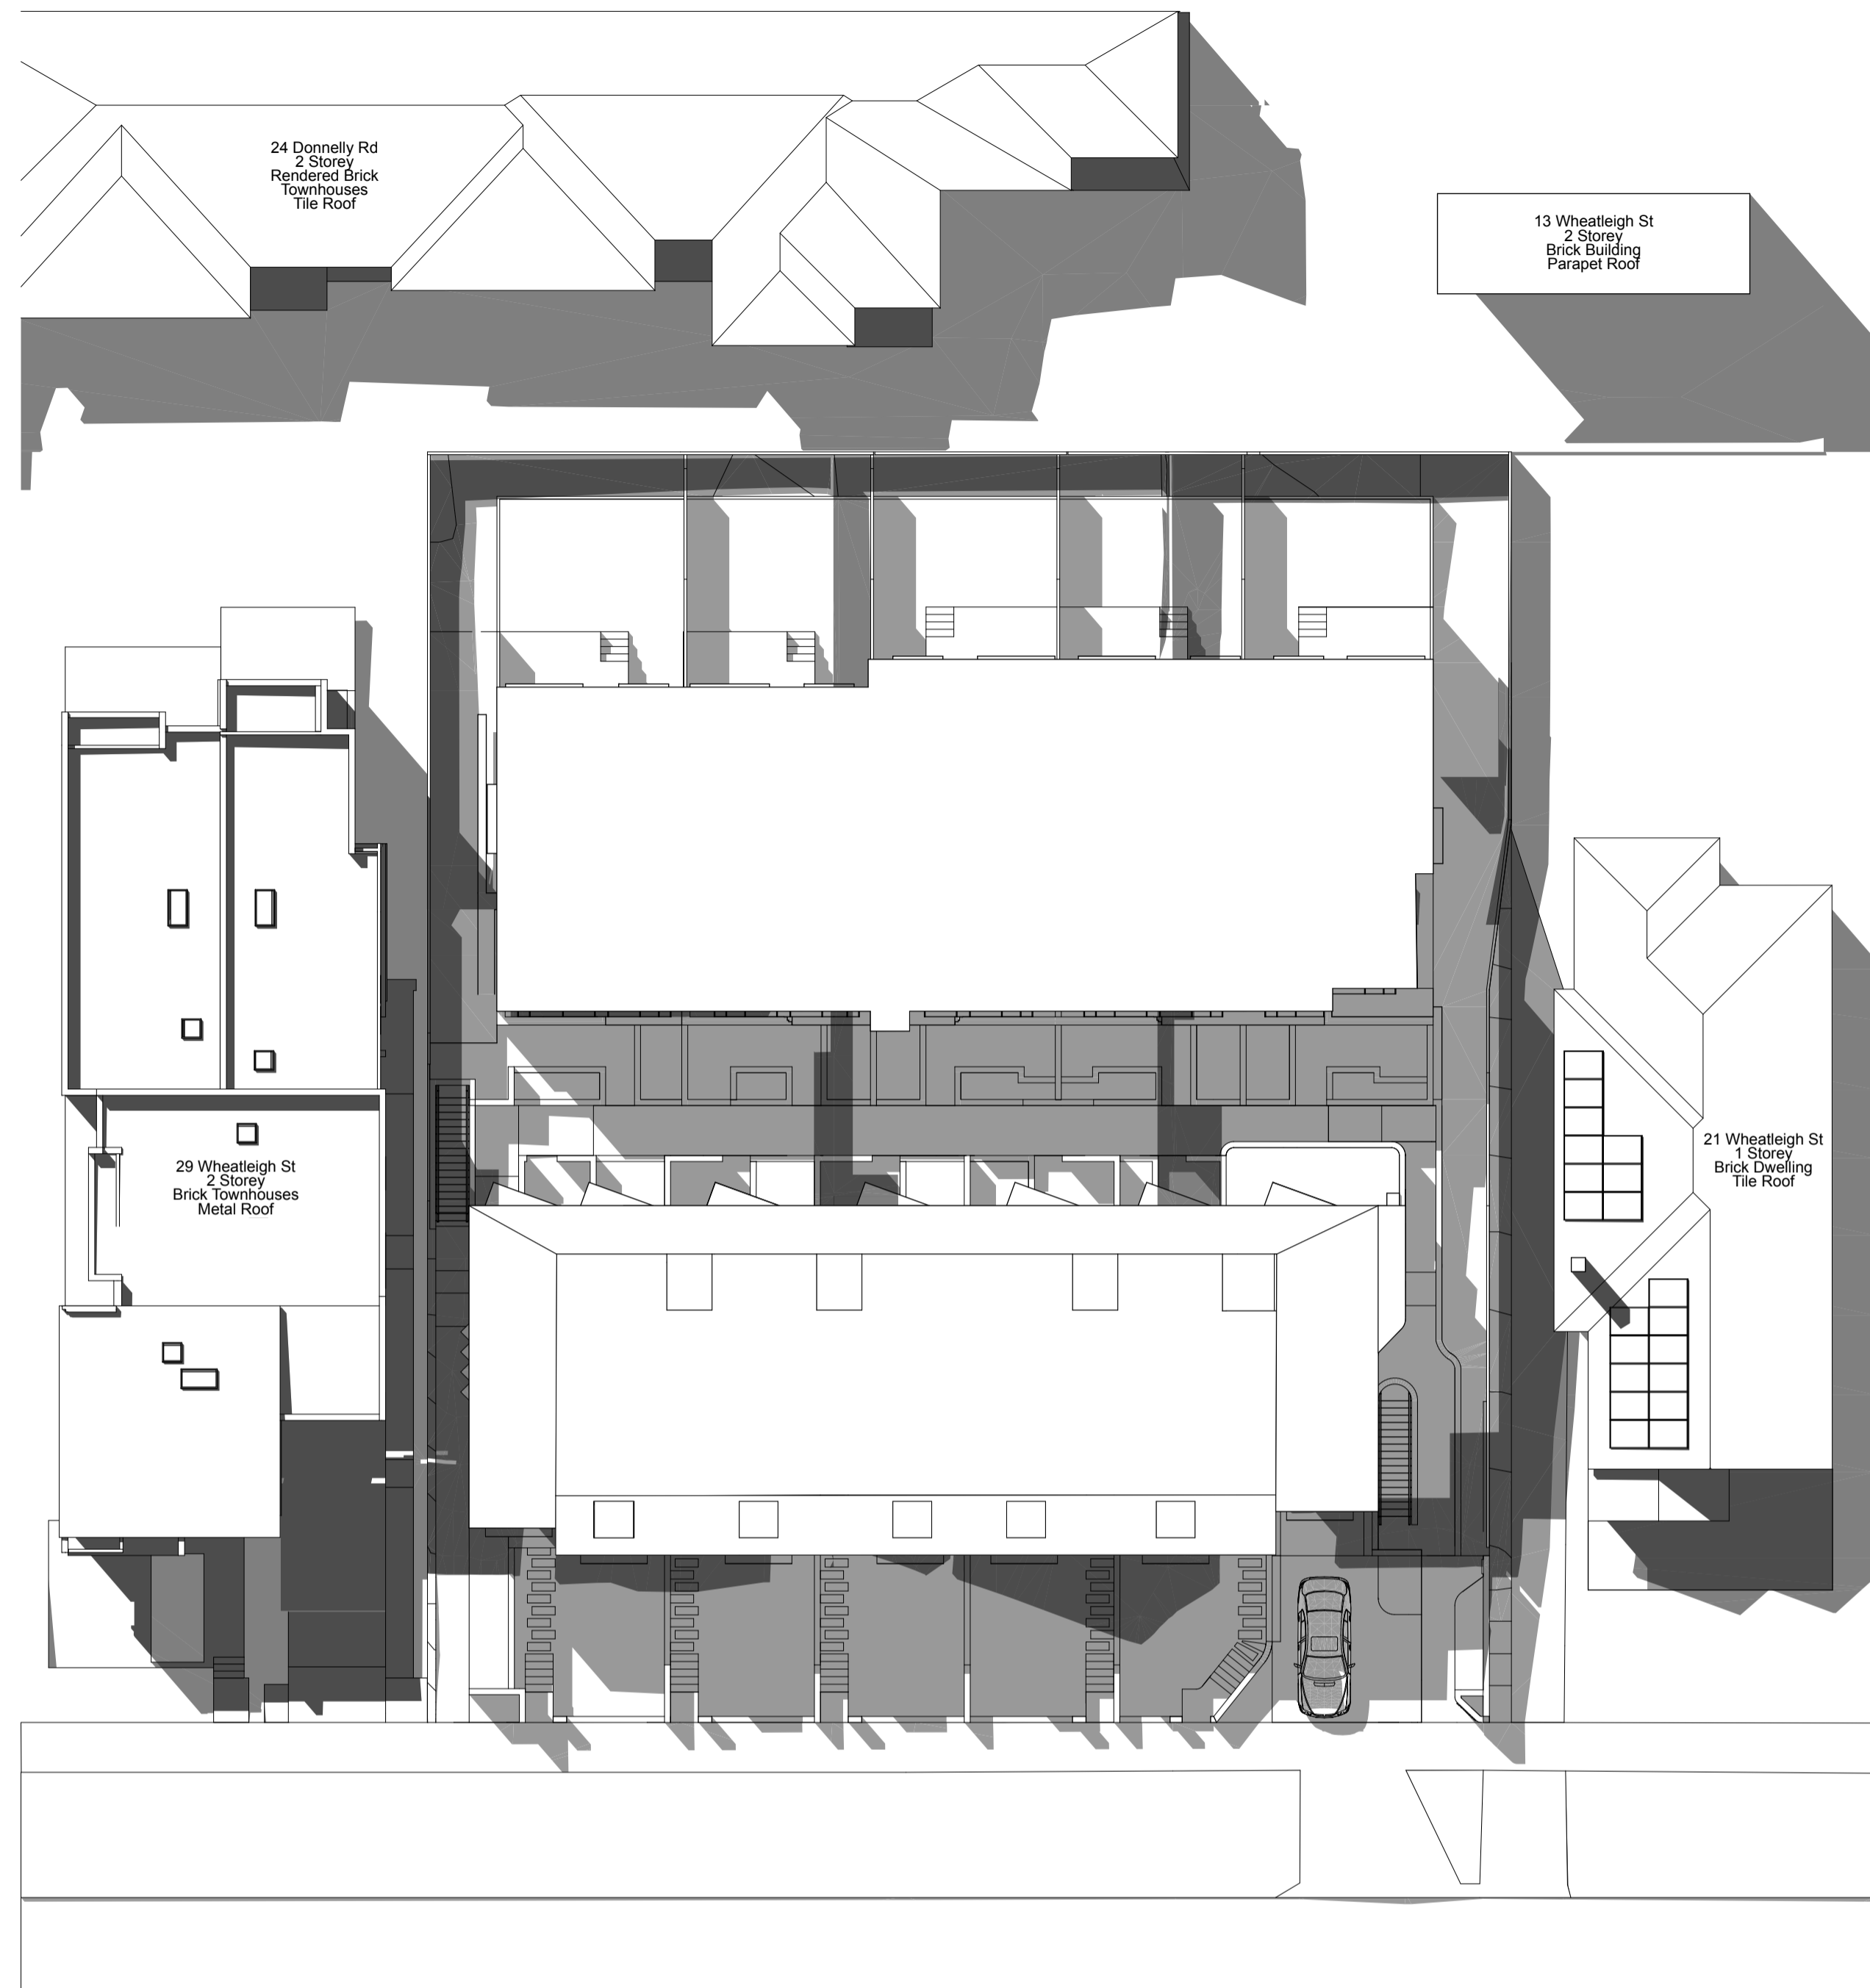 24 Donnelly Rd
2 Storey
Rendered Brick
Townhouses
Tile Roof
13 Wheatleigh St
2 Storey
Brick Building
Parapet Roof
29 Wheatleigh St
2 Storey
Brick Townhouses
Metal Roof
21 Wheatleigh St
1 Storey
Brick Dwelling
Tile Roof